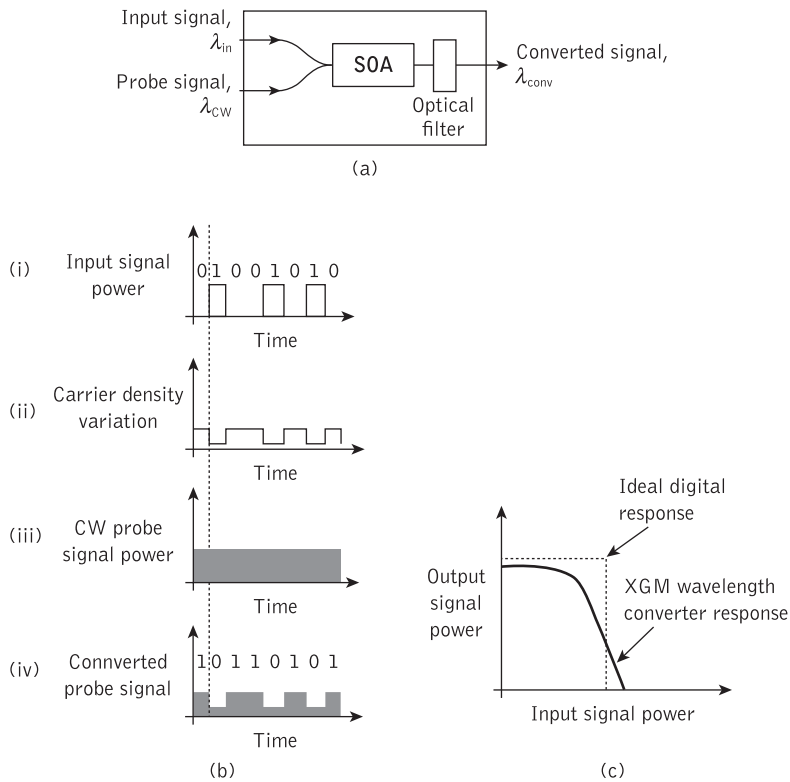 Input signal,
λin
Probe signal,
λCW
SOA
Optical
filter
Converted signal,
λconv
(a)
(i)
Input signal
power
0 1 0 0 1 0 1 0
Time
(ii)
Carrier density
variation
Time
(iii)
CW probe
signal power
Time
(iv)
Connverted
probe signal
1 0 1 1 0 1 0 1
Time
(b)
Ideal digital
response
Output
signal
power
XGM wavelength
converter response
Input signal power
(c)